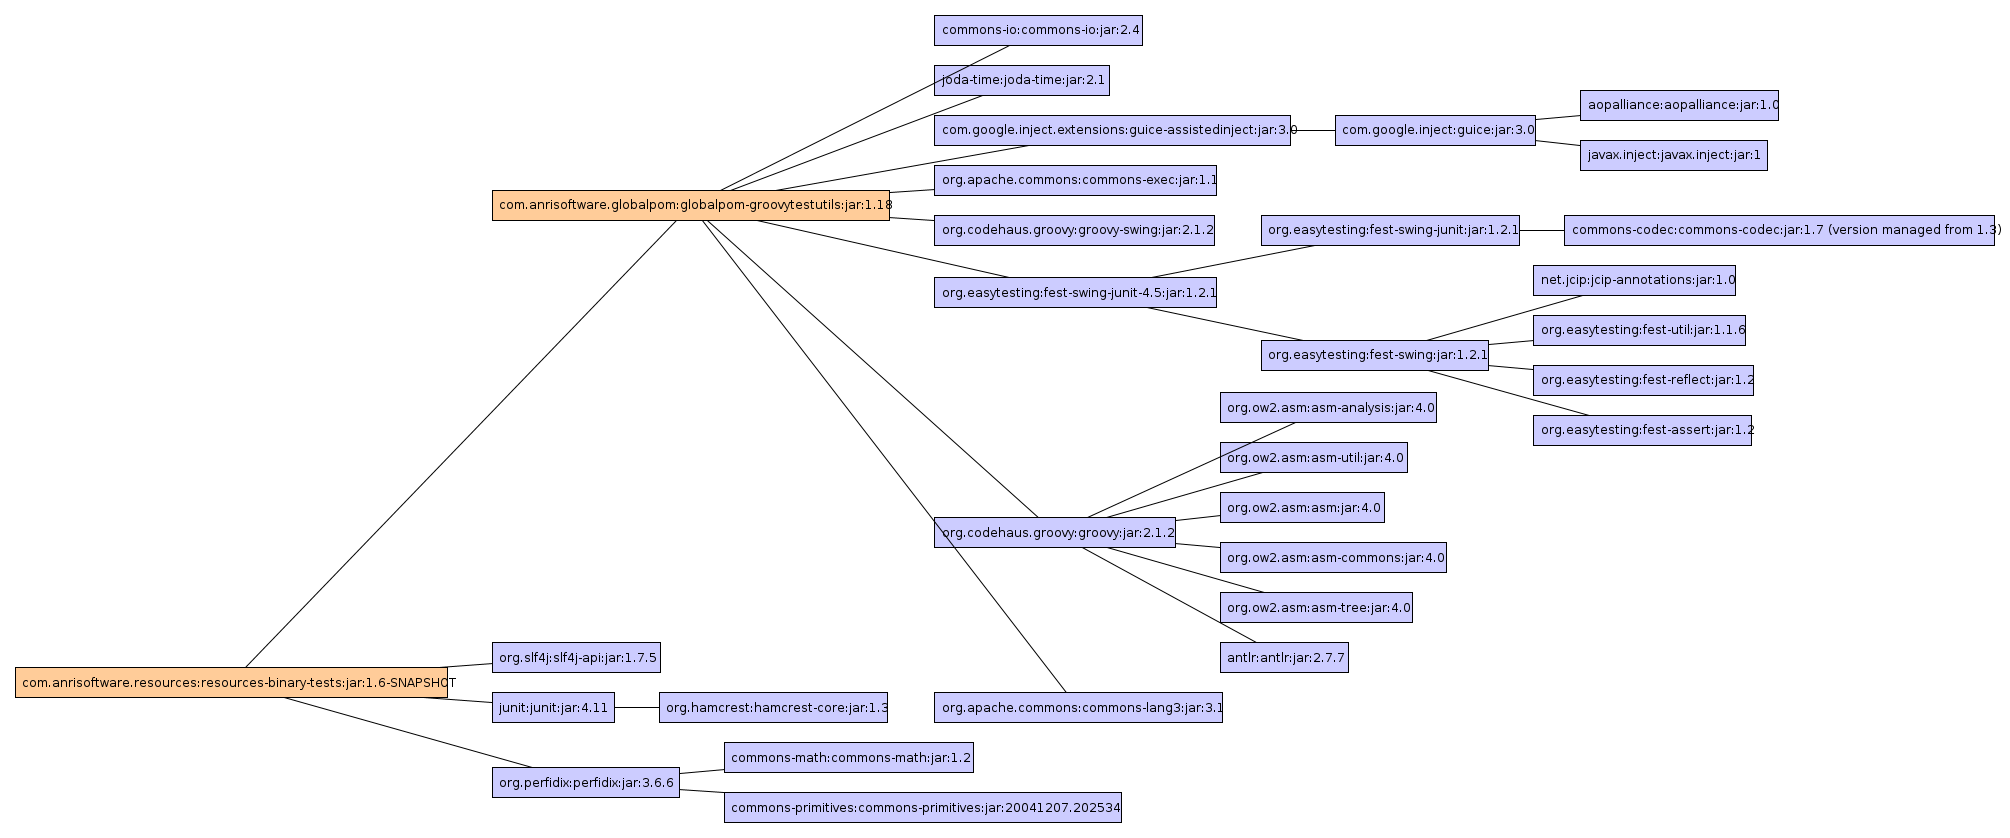 commons-io:commons-io:jar:2.4
joda-time:joda-time:jar:2.1
aopalliance:aopalliance:jar:1.0
com.google.inject.extensions:guice-assistedinject:jar:3.0
com.google.inject:guice:jar:3.0
javax.inject:javax.inject:jar:1
org.apache.commons:commons-exec:jar:1.1
com.anrisoftware.globalpom:globalpom-groovytestutils:jar:1.18
org.codehaus.groovy:groovy-swing:jar:2.1.2
org.easytesting:fest-swing-junit:jar:1.2.1
commons-codec:commons-codec:jar:1.7 (version managed from 1.3)
net.jcip:jcip-annotations:jar:1.0
org.easytesting:fest-swing-junit-4.5:jar:1.2.1
org.easytesting:fest-util:jar:1.1.6
org.easytesting:fest-swing:jar:1.2.1
org.easytesting:fest-reflect:jar:1.2
org.ow2.asm:asm-analysis:jar:4.0
org.easytesting:fest-assert:jar:1.2
org.ow2.asm:asm-util:jar:4.0
org.ow2.asm:asm:jar:4.0
org.codehaus.groovy:groovy:jar:2.1.2
org.ow2.asm:asm-commons:jar:4.0
org.ow2.asm:asm-tree:jar:4.0
org.slf4j:slf4j-api:jar:1.7.5
antlr:antlr:jar:2.7.7
com.anrisoftware.resources:resources-binary-tests:jar:1.6-SNAPSHOT
junit:junit:jar:4.11
org.hamcrest:hamcrest-core:jar:1.3
org.apache.commons:commons-lang3:jar:3.1
commons-math:commons-math:jar:1.2
org.perfidix:perfidix:jar:3.6.6
commons-primitives:commons-primitives:jar:20041207.202534